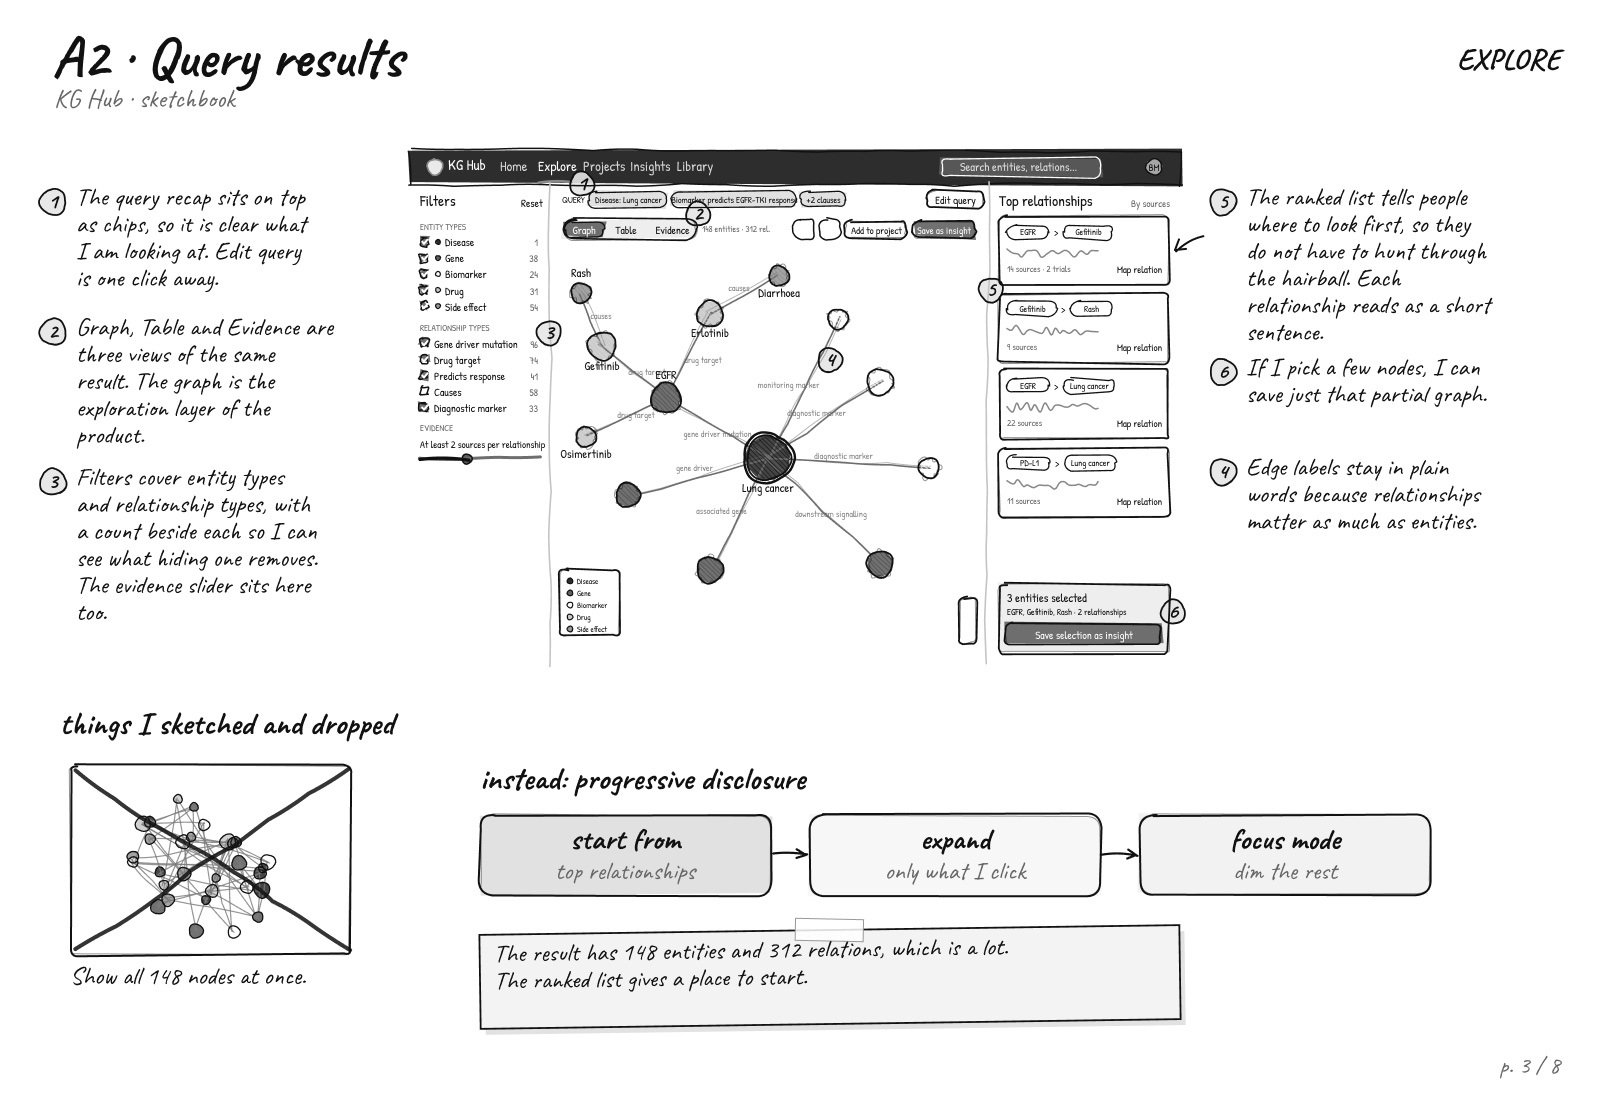 A2 · Query results
KG Hub · sketchbook
EXPLORE
KG Hub Home Explore Projects Insights Library
Search entities, relations...
BM
1 The query recap sits on top
as chips, so it is clear what
I am looking at. Edit query
is one click away.
2 Graph, Table and Evidence are
three views of the same
result. The graph is the
exploration layer of the
product.
3 Filters cover entity types
and relationship types, with
a count beside each so I can
see what hiding one removes.
The evidence slider sits here
too.
Filters Reset
ENTITY TYPES
Disease 1
Gene 38
Biomarker 24
Drug 31
Side effect 54
RELATIONSHIP TYPES
Gene driver mutation 96
Drug target 74
Predicts response 41
Causes 58
Diagnostic marker 33
EVIDENCE
At least 2 sources per relationship
3
1
QUERY Disease: Lung cancer Biomarker predicts EGFR-TKI response +2 clauses Edit query
2
Graph Table Evidence 148 entities · 312 rel. Add to project Save as insight
Rash
Diarrhoea
causes
causes
Erlotinib
Gefitinib
drug target
drug target
EGFR
4
monitoring marker
drug target
diagnostic marker
gene driver mutation
Osimertinib
diagnostic marker
gene driver
Lung cancer
associated gene
downstream signalling
Disease
Gene
Biomarker
Drug
Side effect
Top relationships By sources
EGFR > Gefitinib
14 sources · 2 trials Map relation
5
Gefitinib > Rash
9 sources Map relation
EGFR > Lung cancer
22 sources Map relation
PD-L1 > Lung cancer
11 sources Map relation
3 entities selected
EGFR, Gefitinib, Rash · 2 relationships
6
Save selection as insight
5 The ranked list tells people
where to look first, so they
do not have to hunt through
the hairball. Each
relationship reads as a short
sentence.
6 If I pick a few nodes, I can
save just that partial graph.
4 Edge labels stay in plain
words because relationships
matter as much as entities.
things I sketched and dropped
Show all 148 nodes at once.
instead: progressive disclosure
start from
top relationships
expand
only what I click
focus mode
dim the rest
The result has 148 entities and 312 relations, which is a lot.
The ranked list gives a place to start.
p. 3 / 8